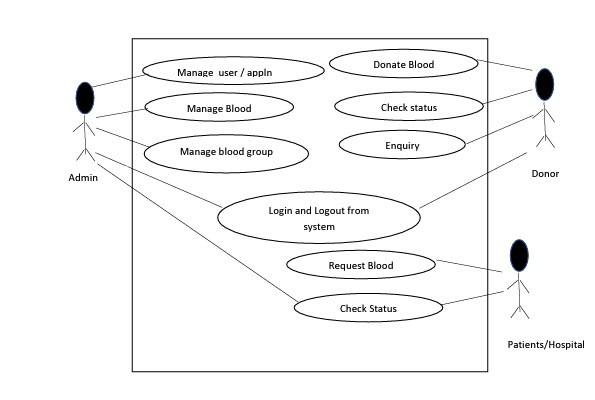 Manage user / appln
Donate Blood
Manage Blood
Check status
Manage blood group
Enquiry
Admin
Donor
Login and Logout from
system
Request Blood
Check Status
Patients/Hospital